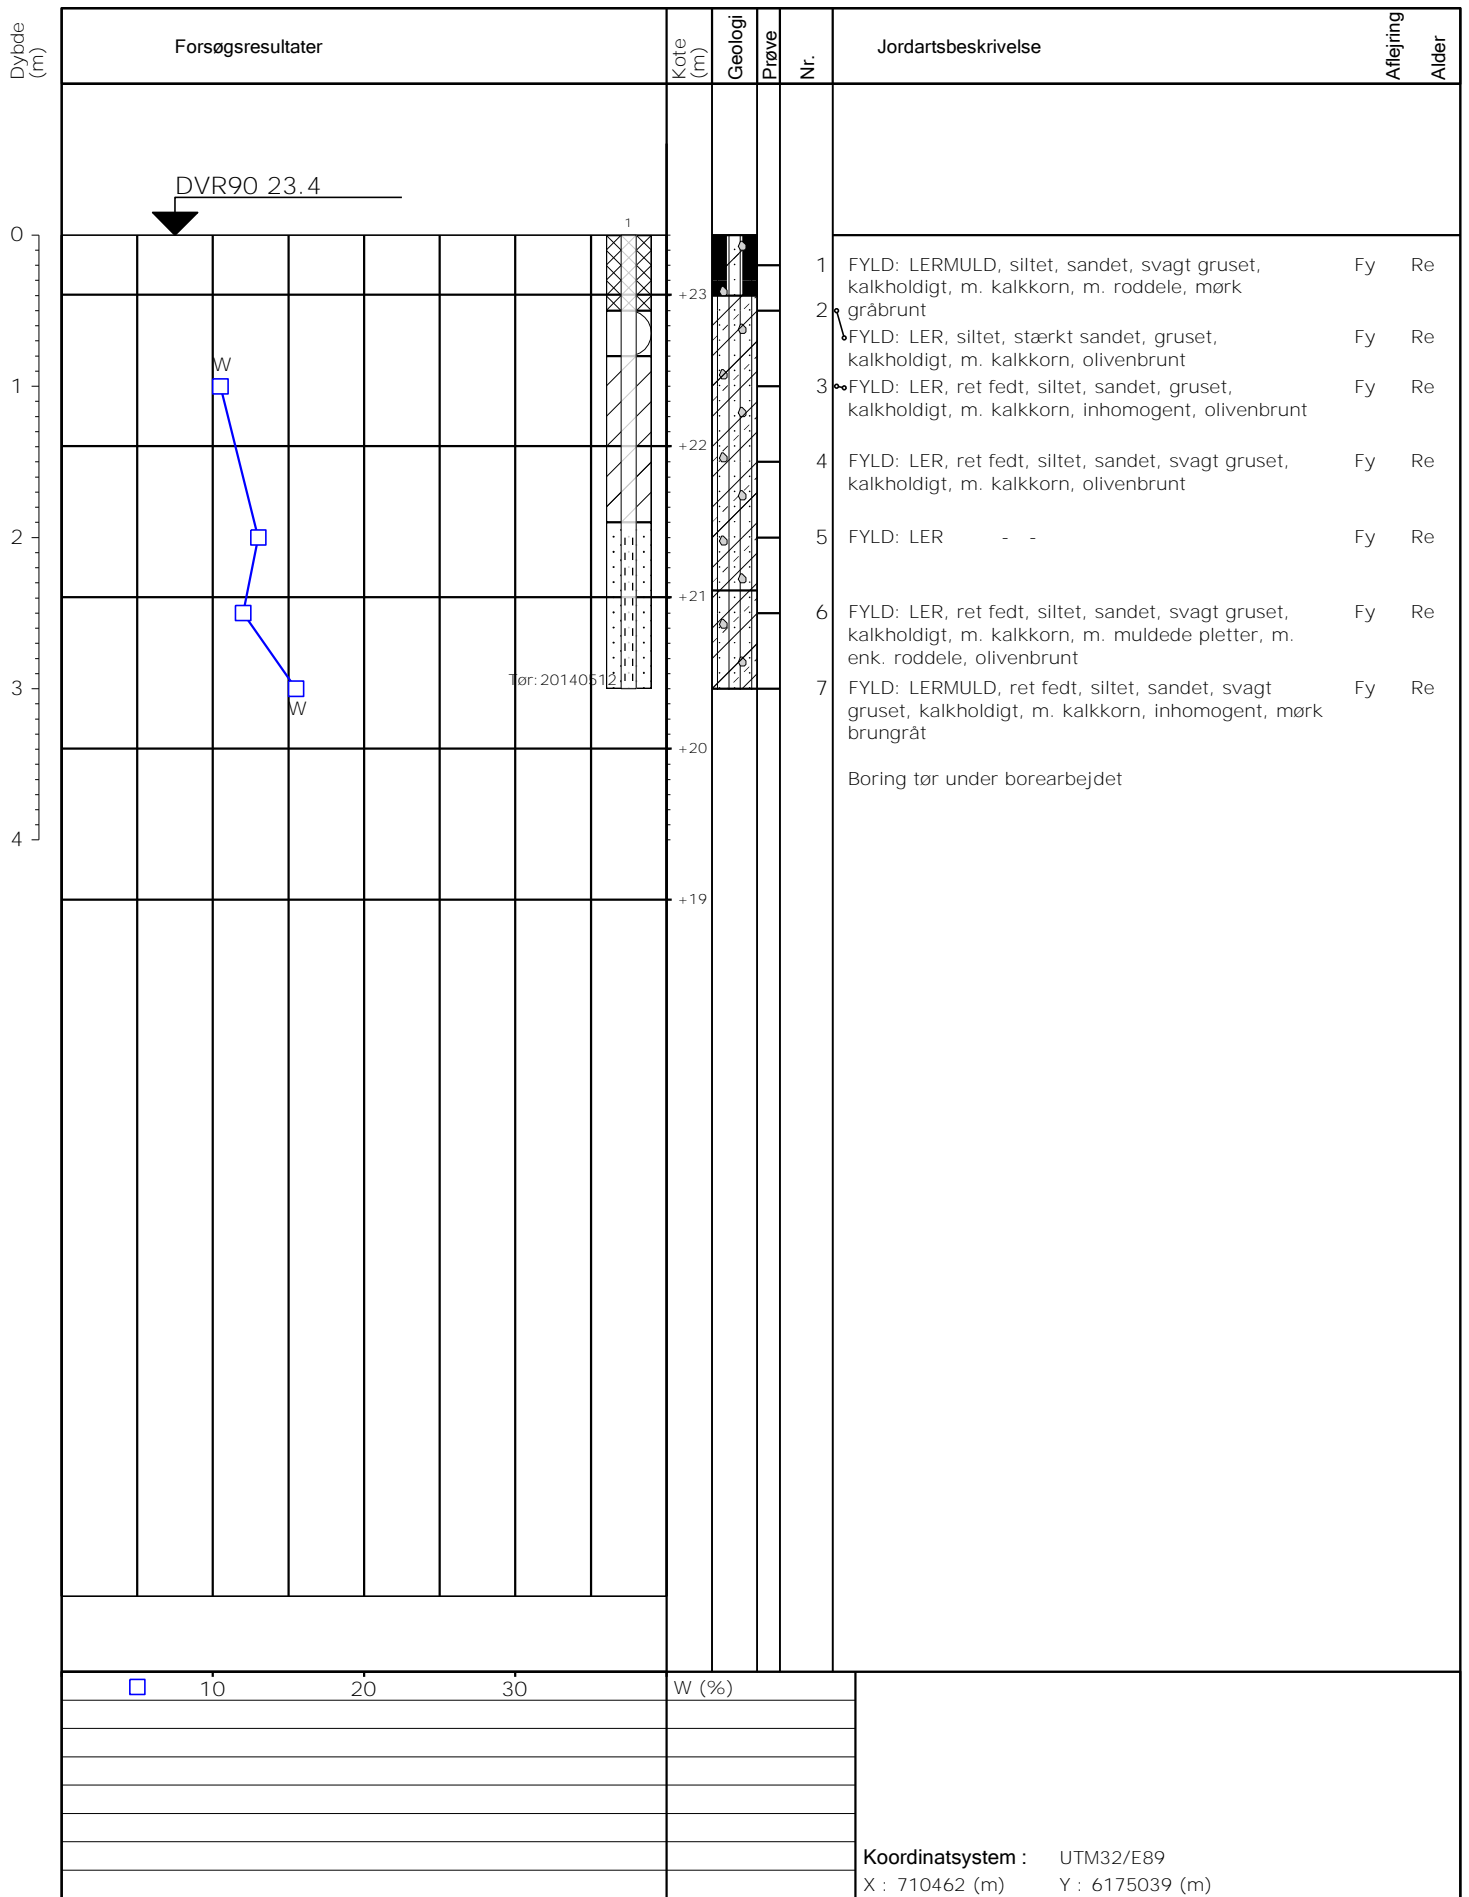 Dybde
(m)
Forsøgsresultater
Kote
(m)
Geologi
Prøve
Nr.
Jordartsbeskrivelse
Aflejring
Alder
DVR90 23.4
1
0
1
2
3
4
W
W
Tør:20140512
+23
+22
+21
+20
+19
1 FYLD: LERMULD, siltet, sandet, svagt gruset, Fy Re
kalkholdigt, m. kalkkorn, m. roddele, mørk
gråbrunt
2 FYLD: LER, siltet, stærkt sandet, gruset, Fy Re
kalkholdigt, m. kalkkorn, olivenbrunt
3 FYLD: LER, ret fedt, siltet, sandet, gruset, Fy Re
kalkholdigt, m. kalkkorn, inhomogent, olivenbrunt
4 FYLD: LER, ret fedt, siltet, sandet, svagt gruset, Fy Re
kalkholdigt, m. kalkkorn, olivenbrunt
5 FYLD: LER - - Fy Re
6 FYLD: LER, ret fedt, siltet, sandet, svagt gruset, Fy Re
kalkholdigt, m. kalkkorn, m. muldede pletter, m.
enk. roddele, olivenbrunt
7 FYLD: LERMULD, ret fedt, siltet, sandet, svagt Fy Re
gruset, kalkholdigt, m. kalkkorn, inhomogent, mørk
brungråt
Boring tør under borearbejdet
10 20 30 W (%)
Koordinatsystem : UTM32/E89
X : 710462 (m) Y : 6175039 (m)